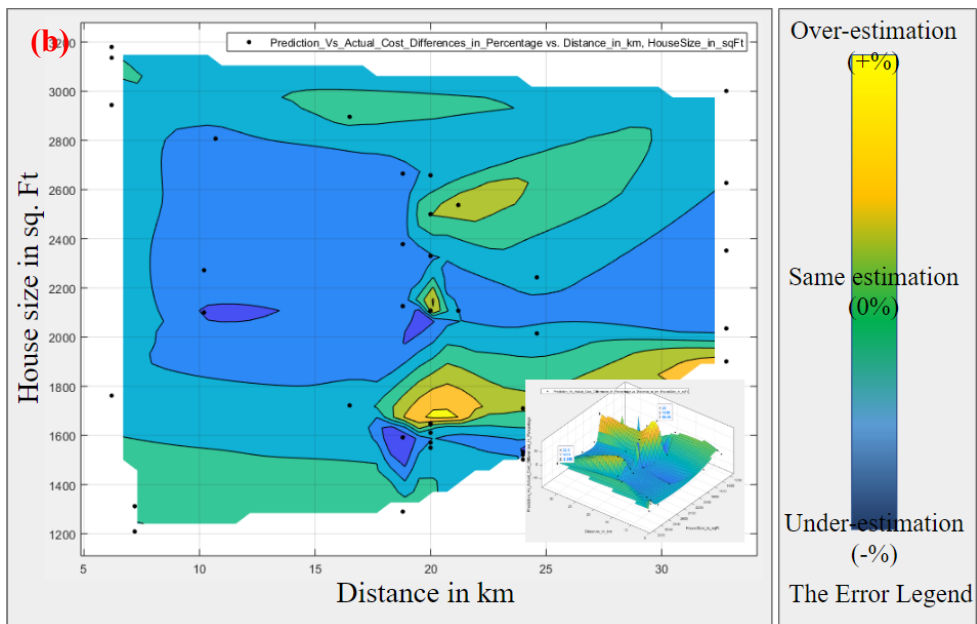 (b)
Prediction_Vs_Actual_Cost_Differences_in_Percentage vs. Distance_in_km, HouseSize_in_sqFt
3200
3000
2800
2600
2400
2200
2000
1800
1600
1400
1200
House size in sq. Ft
5 10 15 20 25 30
Distance in km
Over-estimation
(+%)
Same estimation
(0%)
Under-estimation
(-%)
The Error Legend